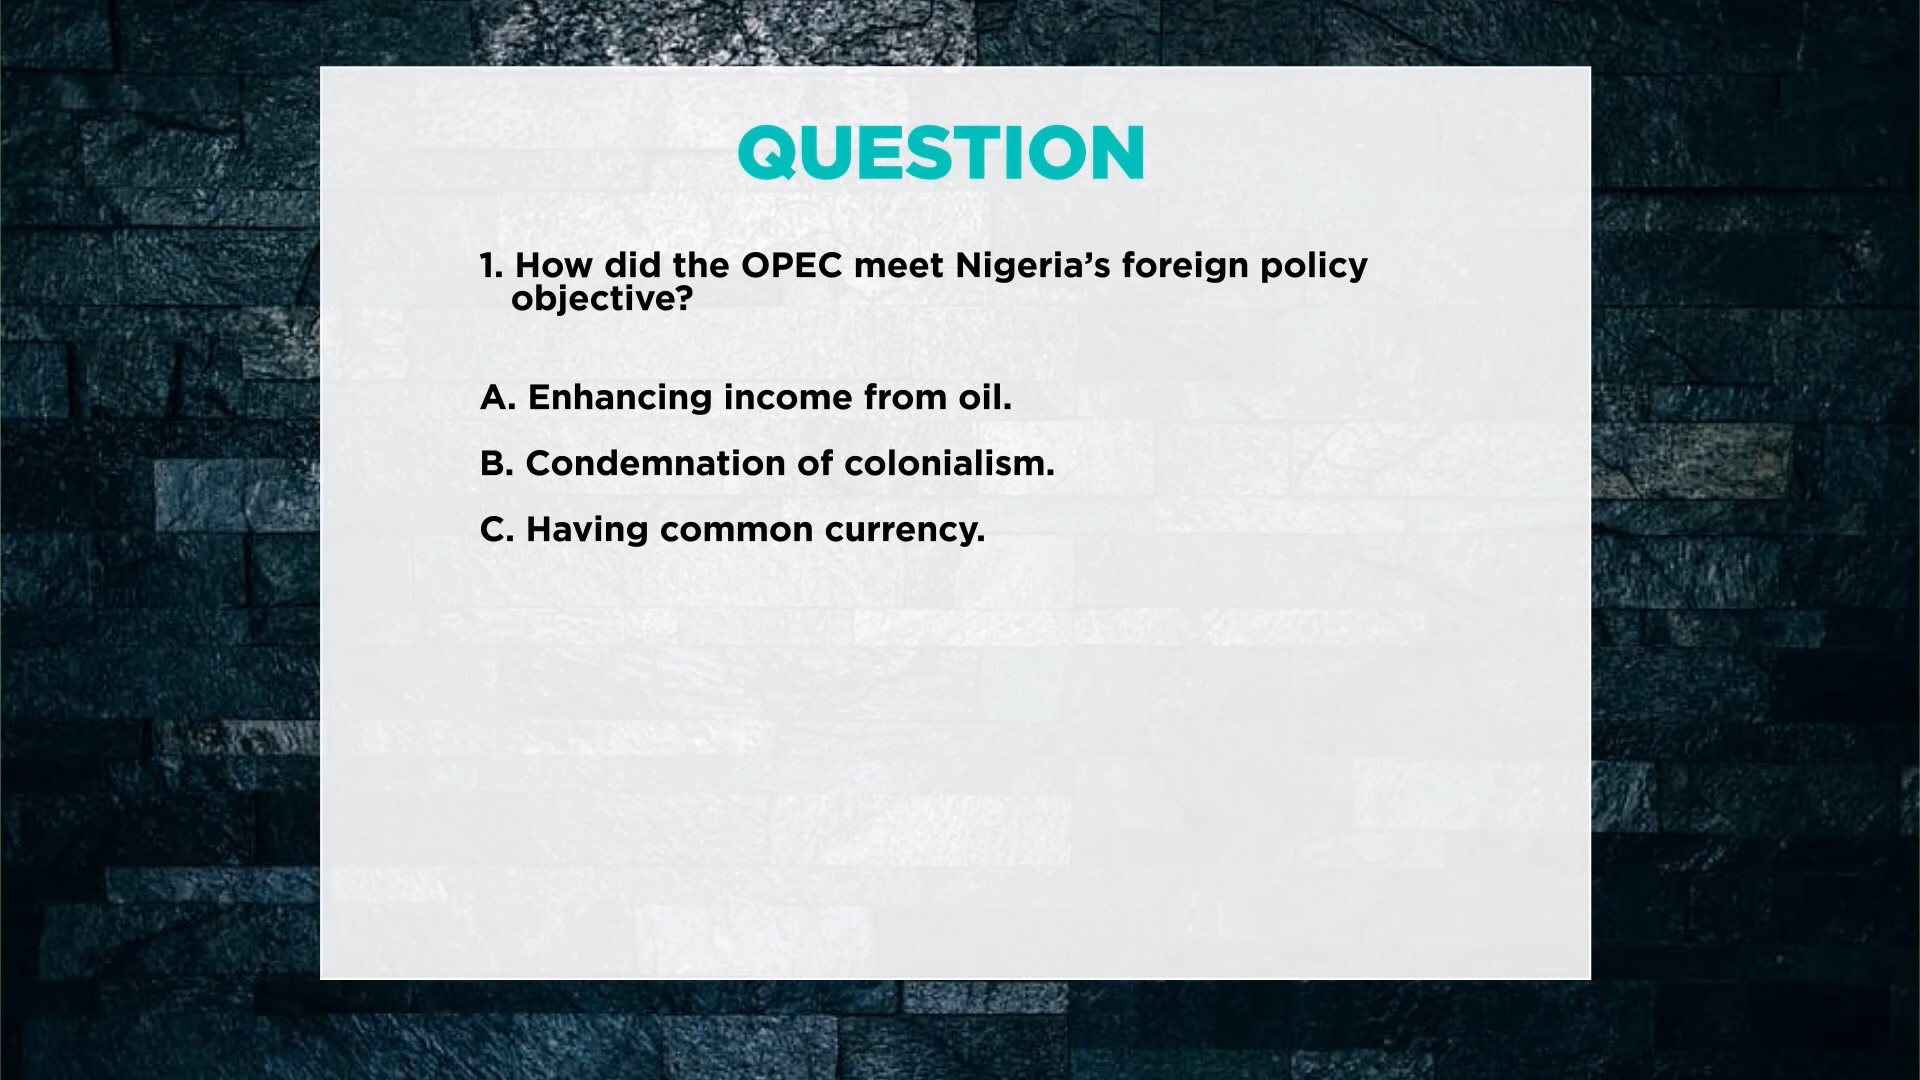 QUESTION
1. How did the OPEC meet Nigeria’s foreign policy
objective?
A. Enhancing income from oil.
B. Condemnation of colonialism.
C. Having common currency.